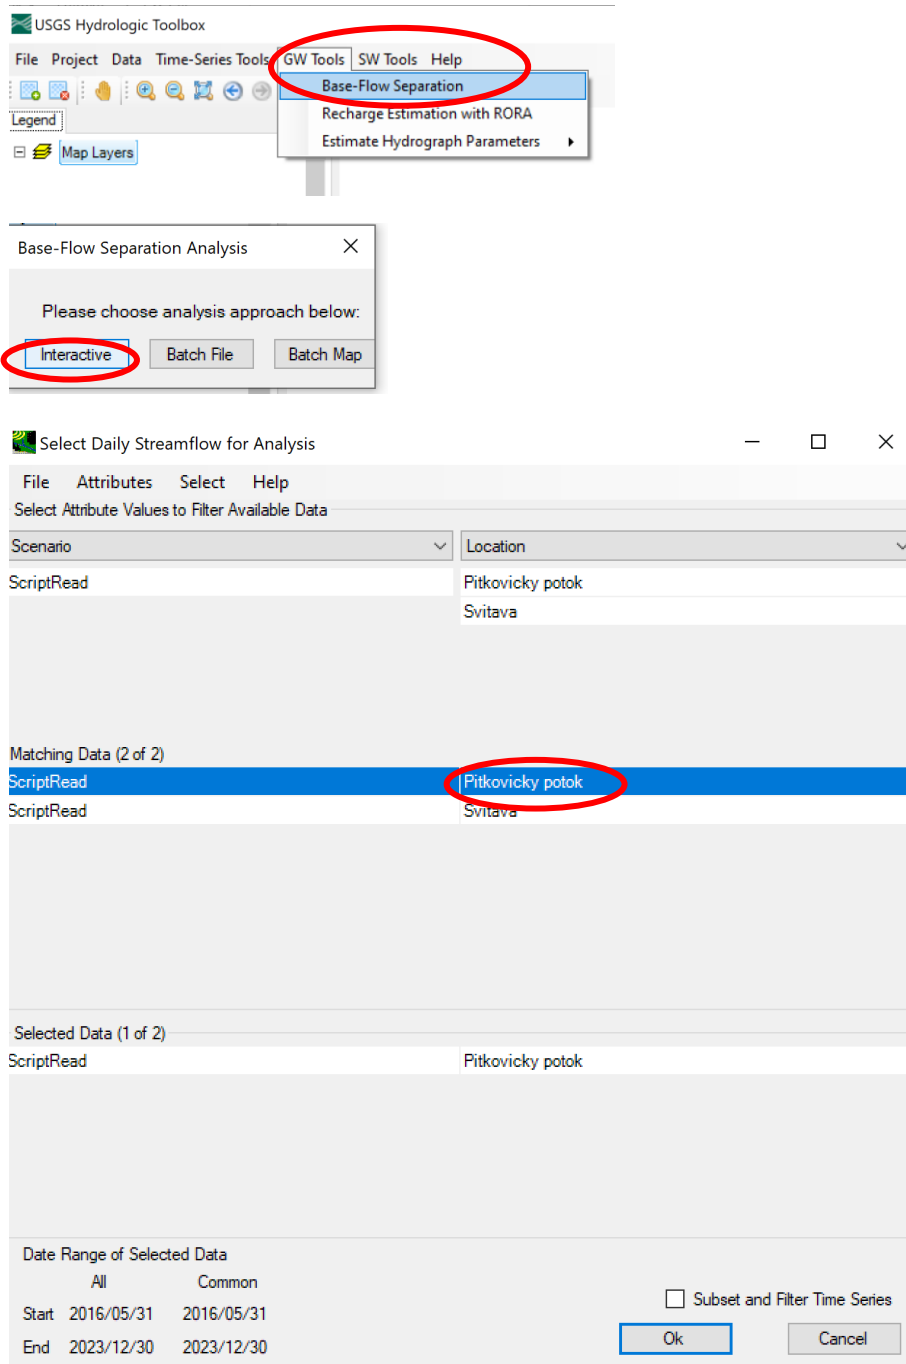 USGS Hydrologic Toolbox
File Project Data Time-Series Tools GW Tools SW Tools Help
Base-Flow Separation
Recharge Estimation with RORA
Estimate Hydrograph Parameters
Legend
Map Layers
Base-Flow Separation Analysis
Please choose analysis approach below:
Interactive Batch File Batch Map
Select Daily Streamflow for Analysis
File Attributes Select Help
Select Attribute Values to Filter Available Data
Scenario Location
ScriptRead Pitkovicky potok
Svitava
Matching Data (2 of 2)
ScriptRead Pitkovicky potok
ScriptRead Svitava
Selected Data (1 of 2)
ScriptRead Pitkovicky potok
Date Range of Selected Data
All Common
Subset and Filter Time Series
Start 2016/05/31 2016/05/31
End 2023/12/30 2023/12/30
Ok Cancel